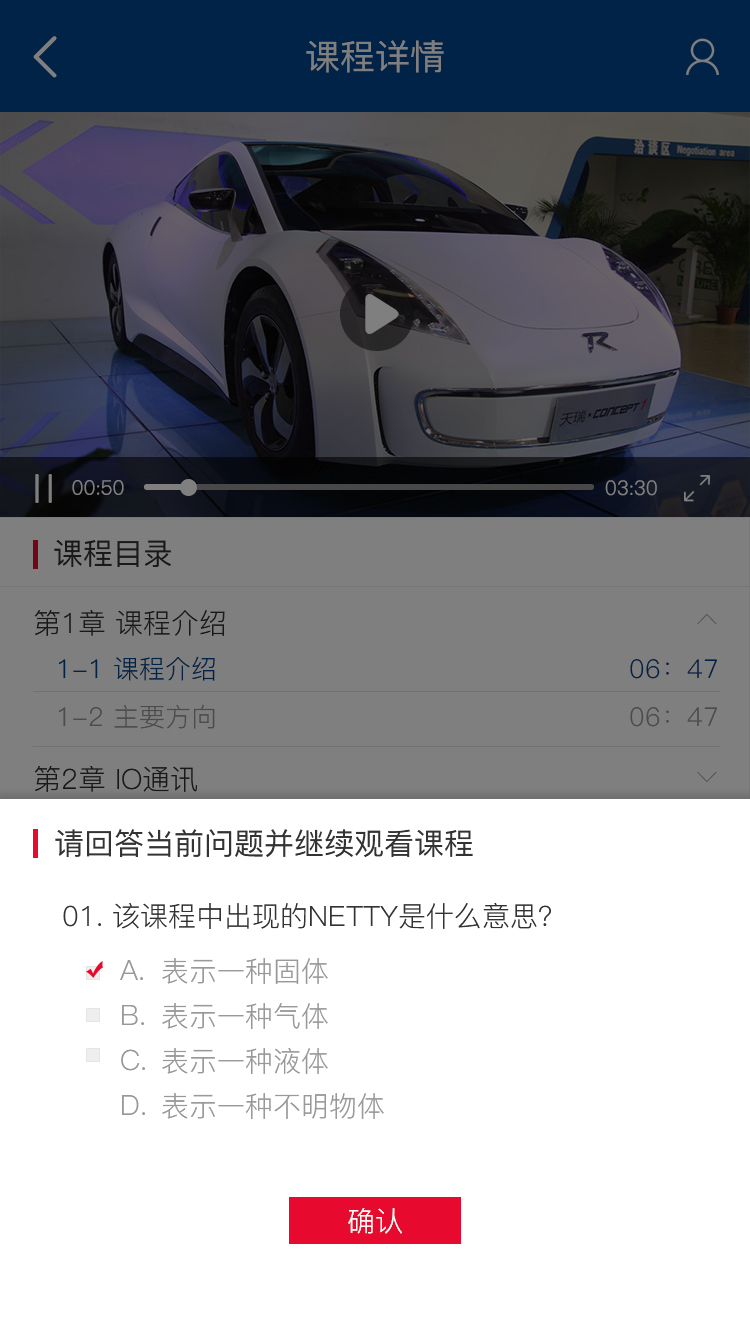 课程详情
洽谈区 Negotiation area
TR
天瑞·CONCEPT 1
00:50
03:30
课程目录
第1章 课程介绍
1-1 课程介绍 06：47
1-2 主要方向 06：47
第2章 IO通讯
请回答当前问题并继续观看课程
01. 该课程中出现的NETTY是什么意思?
A. 表示一种固体
B. 表示一种气体
C. 表示一种液体
D. 表示一种不明物体
确认